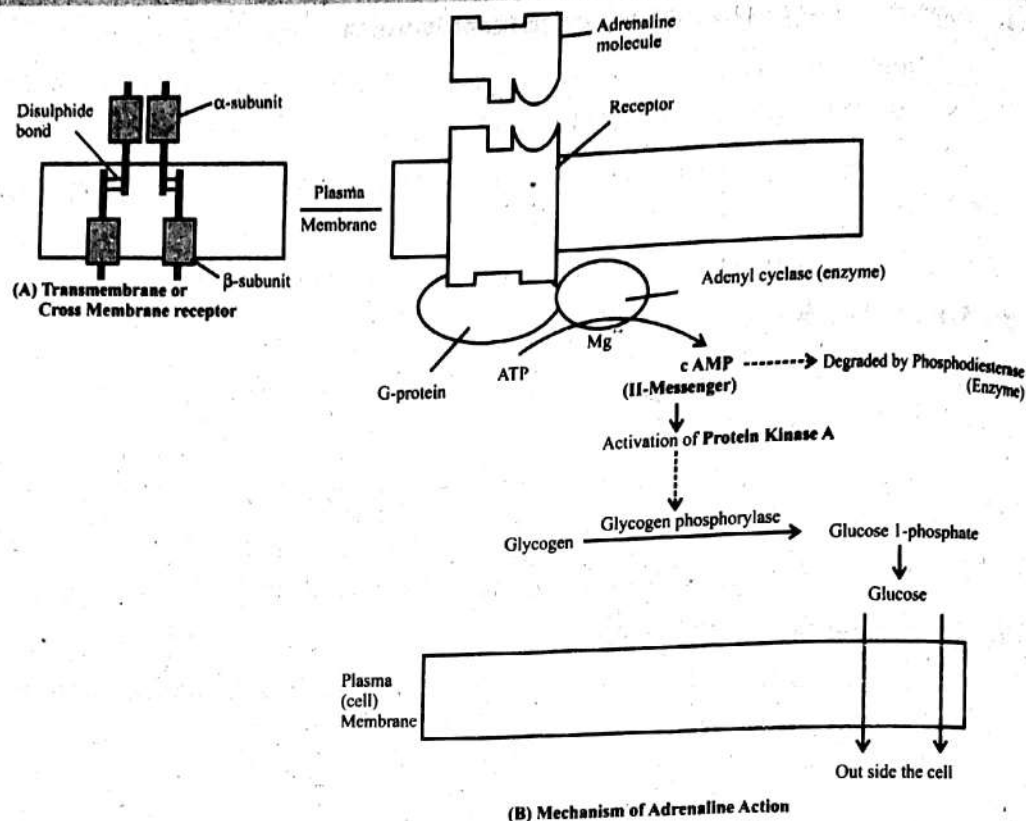 Adrenaline
molecule
α-subunit
Disulphide
bond
Receptor
Plasma
Membrane
β-subunit
(A) Transmembrane or
Cross Membrane receptor
Adenyl cyclase (enzyme)
Mg++
ATP
G-protein
c AMP
(II-Messenger)
Degraded by Phosphodiesterase
(Enzyme)
Activation of Protein Kinase A
Glycogen phosphorylase
Glycogen
Glucose 1-phosphate
Glucose
Plasma
(cell)
Membrane
Out side the cell
(B) Mechanism of Adrenaline Action